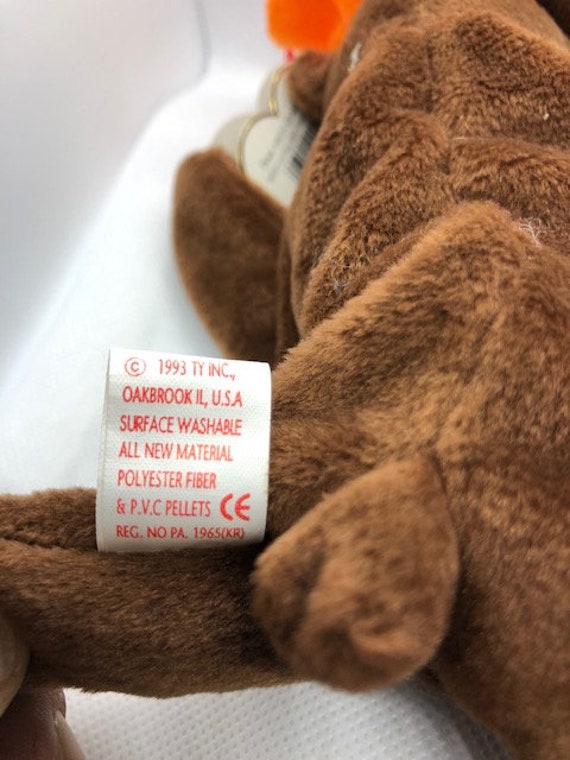 © 1993 TY INC.,
OAKBROOK IL, U.S.A
SURFACE WASHABLE
ALL NEW MATERIAL
POLYESTER FIBER
& P.V.C PELLETS CE
REG. NO PA. 1965(KR)